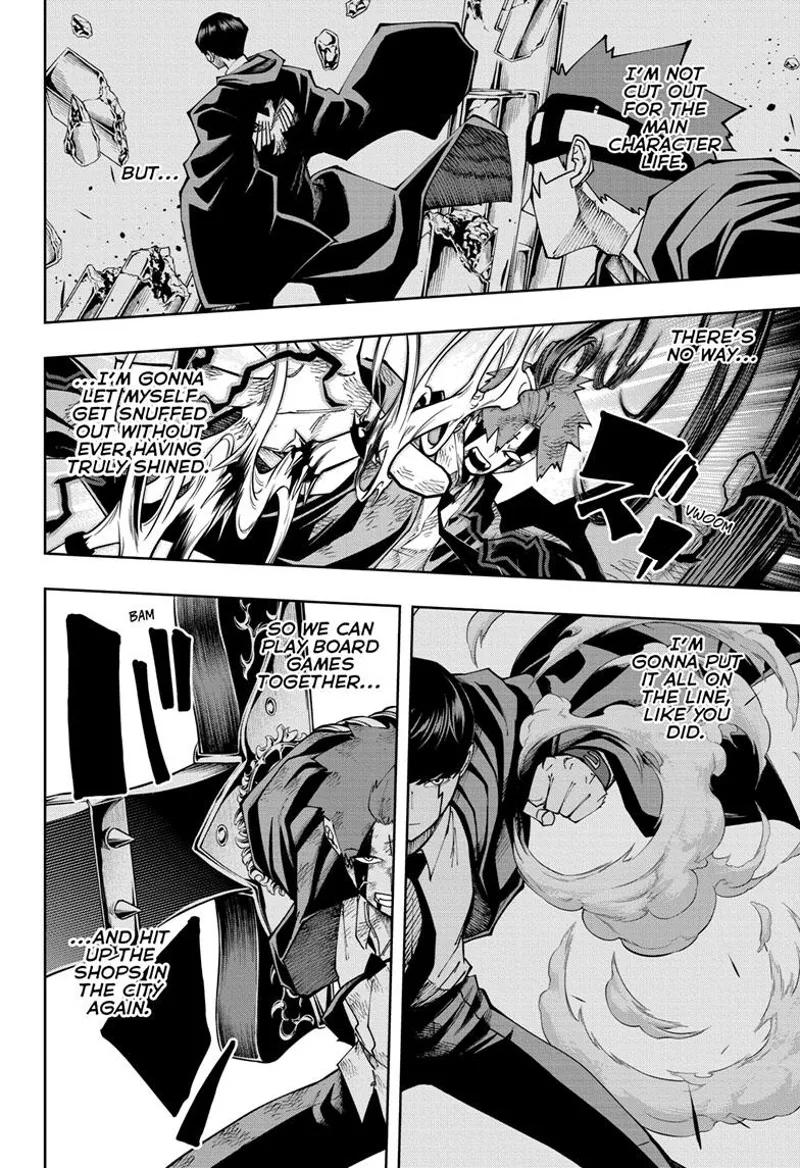 I'M NOT
CUT OUT
FOR THE
MAIN
CHARACTER
LIFE.
BUT...
THERE'S
NO WAY...
...I'M GONNA
LET MYSELF
GET SNUFFED
OUT WITHOUT
EVER HAVING
TRULY SHINED.
VWOOM
I'M
GONNA PUT
IT ALL ON
THE LINE,
LIKE YOU
DID.
SO WE CAN
PLAY BOARD
GAMES
TOGETHER...
BAM
...AND HIT
UP THE
SHOPS IN
THE CITY
AGAIN.